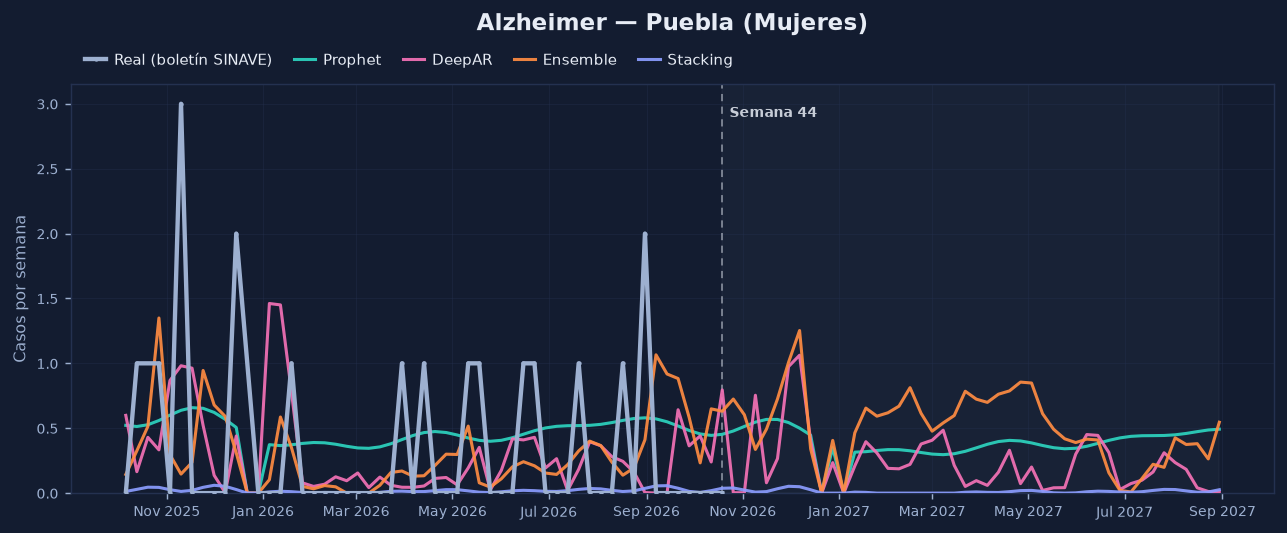 Alzheimer — Puebla (Mujeres)
Real (boletín SINAVE) Prophet DeepAR Ensemble Stacking
Semana 44
Casos por semana
3.0
2.5
2.0
1.5
1.0
0.5
0.0
Nov 2025 Jan 2026 Mar 2026 May 2026 Jul 2026 Sep 2026 Nov 2026 Jan 2027 Mar 2027 May 2027 Jul 2027 Sep 2027